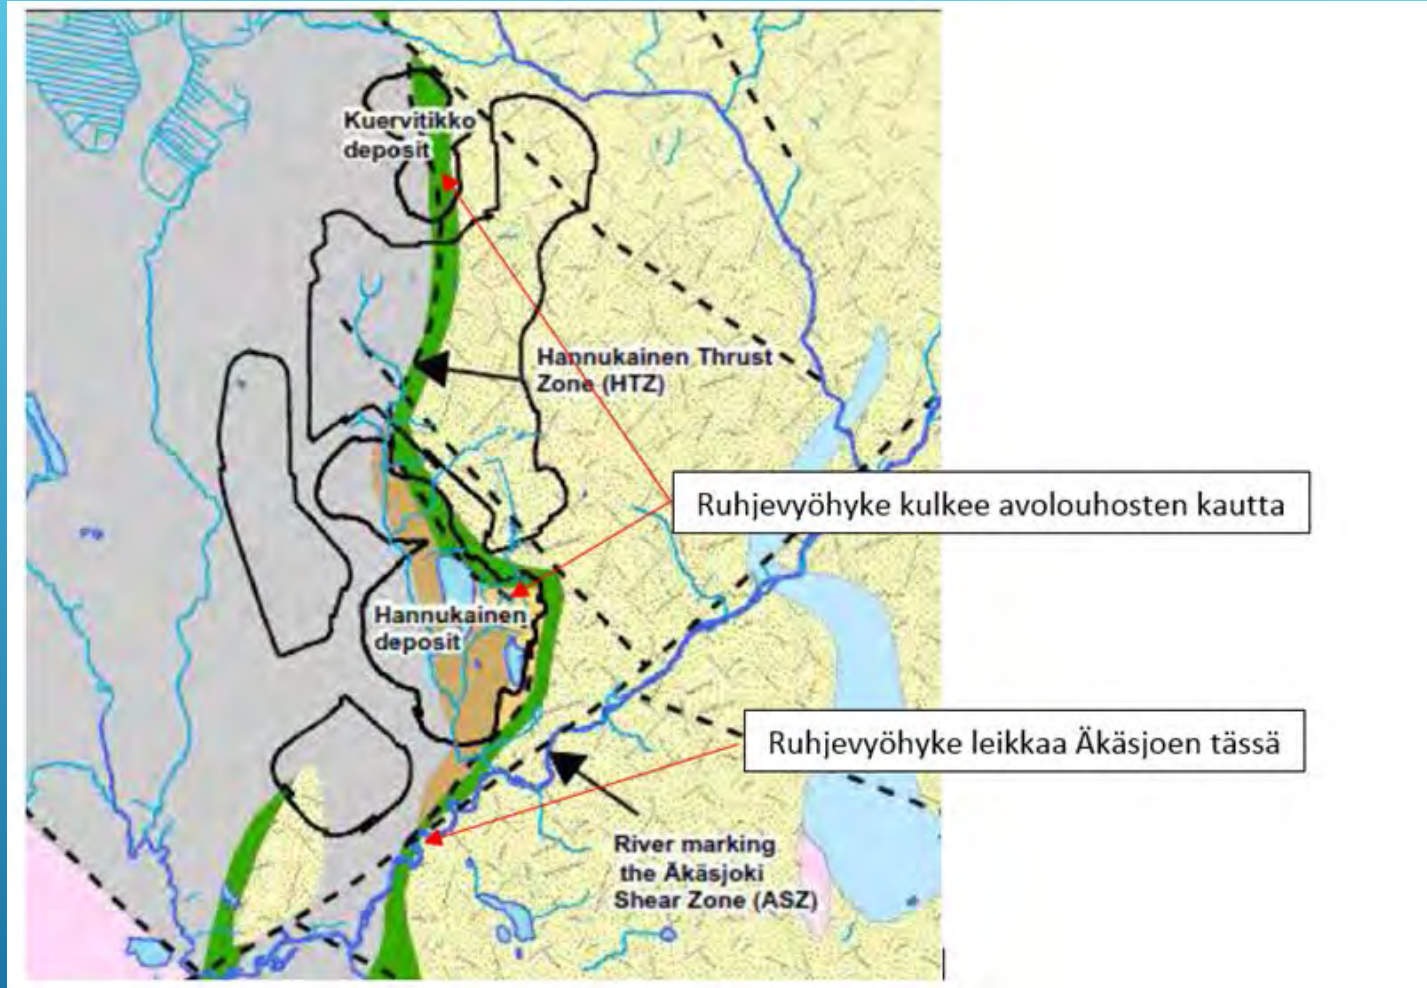 Kuervitikko
deposit
Hannukainen Thrust
Zone (HTZ)
Ruhjevyöhyke kulkee avolouhosten kautta
Hannukainen
deposit
Ruhjevyöhyke leikkaa Äkäsjoen tässä
River marking
the Äkäsjoki
Shear Zone (ASZ)